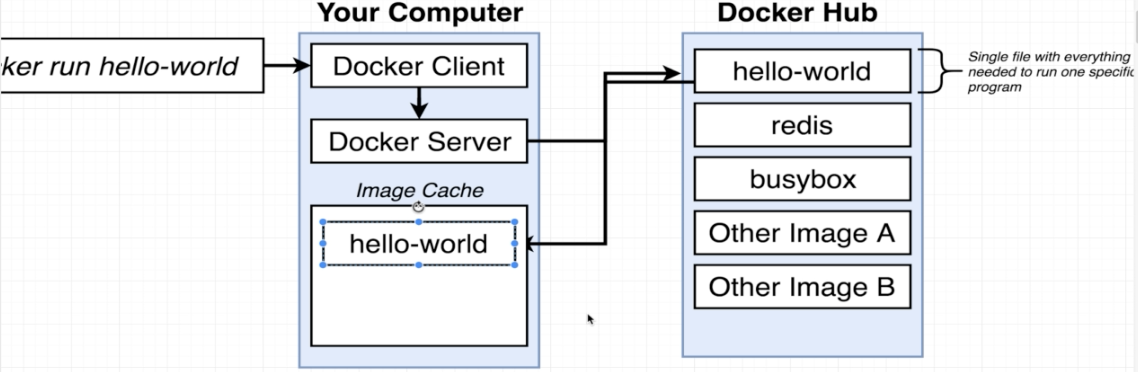 Your Computer
Docker Hub
ker run hello-world
Docker Client
Docker Server
Image Cache
hello-world
hello-world
redis
busybox
Other Image A
Other Image B
Single file with everything
needed to run one specific
program